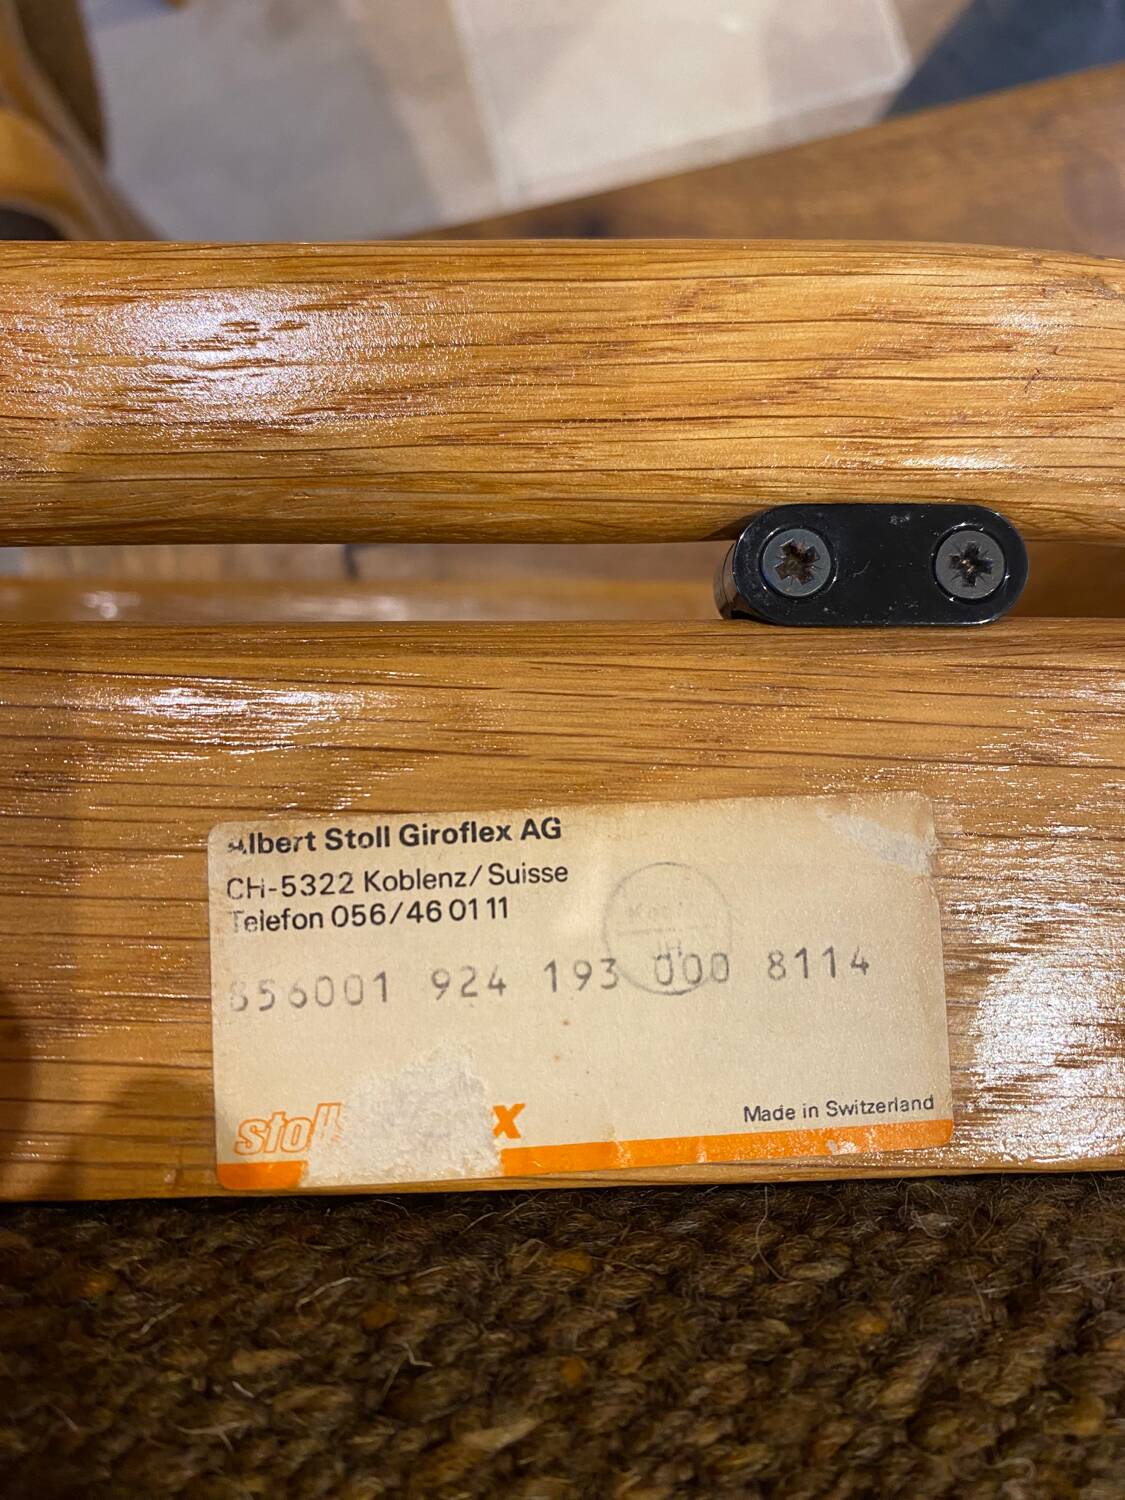 Albert Stoll Giroflex AG
CH-5322 Koblenz/Suisse
Telefon 056/46 01 11
856001 924 193 000 8114
stoll x
Made in Switzerland